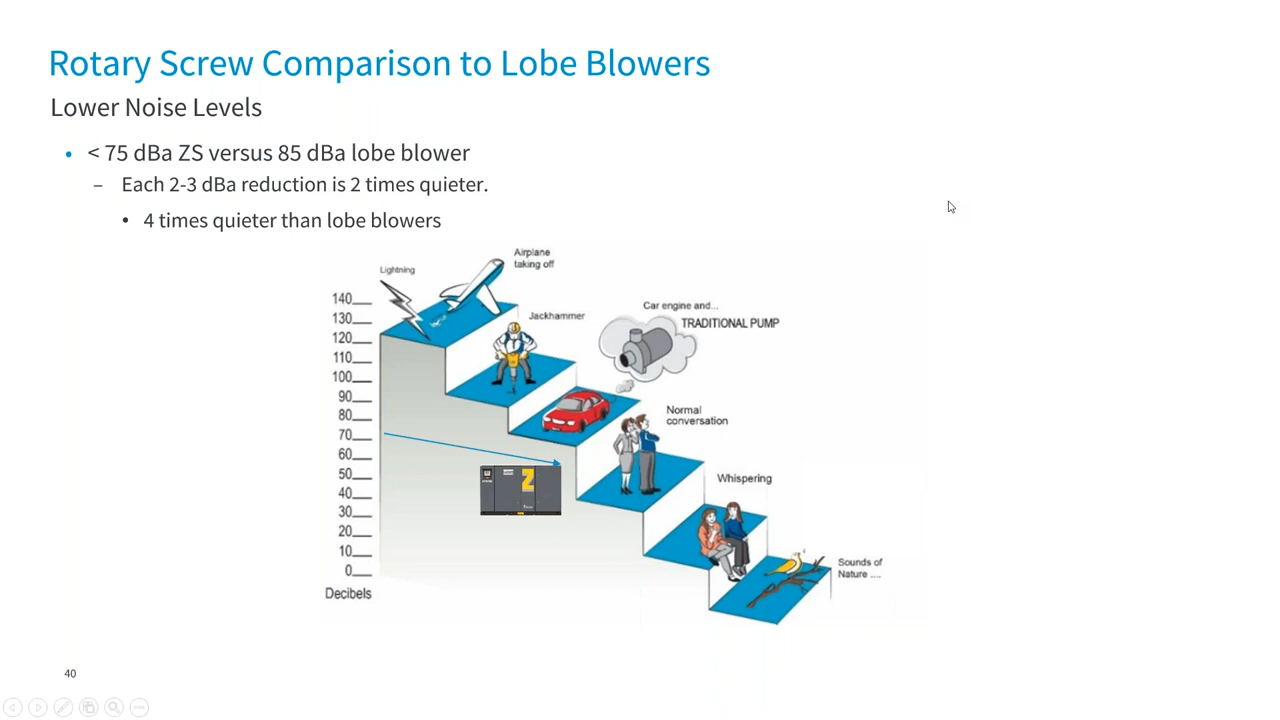 Rotary Screw Comparison to Lobe Blowers
Lower Noise Levels
• < 75 dBa ZS versus 85 dBa lobe blower
– Each 2-3 dBa reduction is 2 times quieter.
• 4 times quieter than lobe blowers
Airplane
taking off
Lightning
Jackhammer
Car engine and...
TRADITIONAL PUMP
Normal
conversation
Whispering
Sounds of
Nature ....
140
130
120
110
100
90
80
70
60
50
40
30
20
10
0
Decibels
Z
40